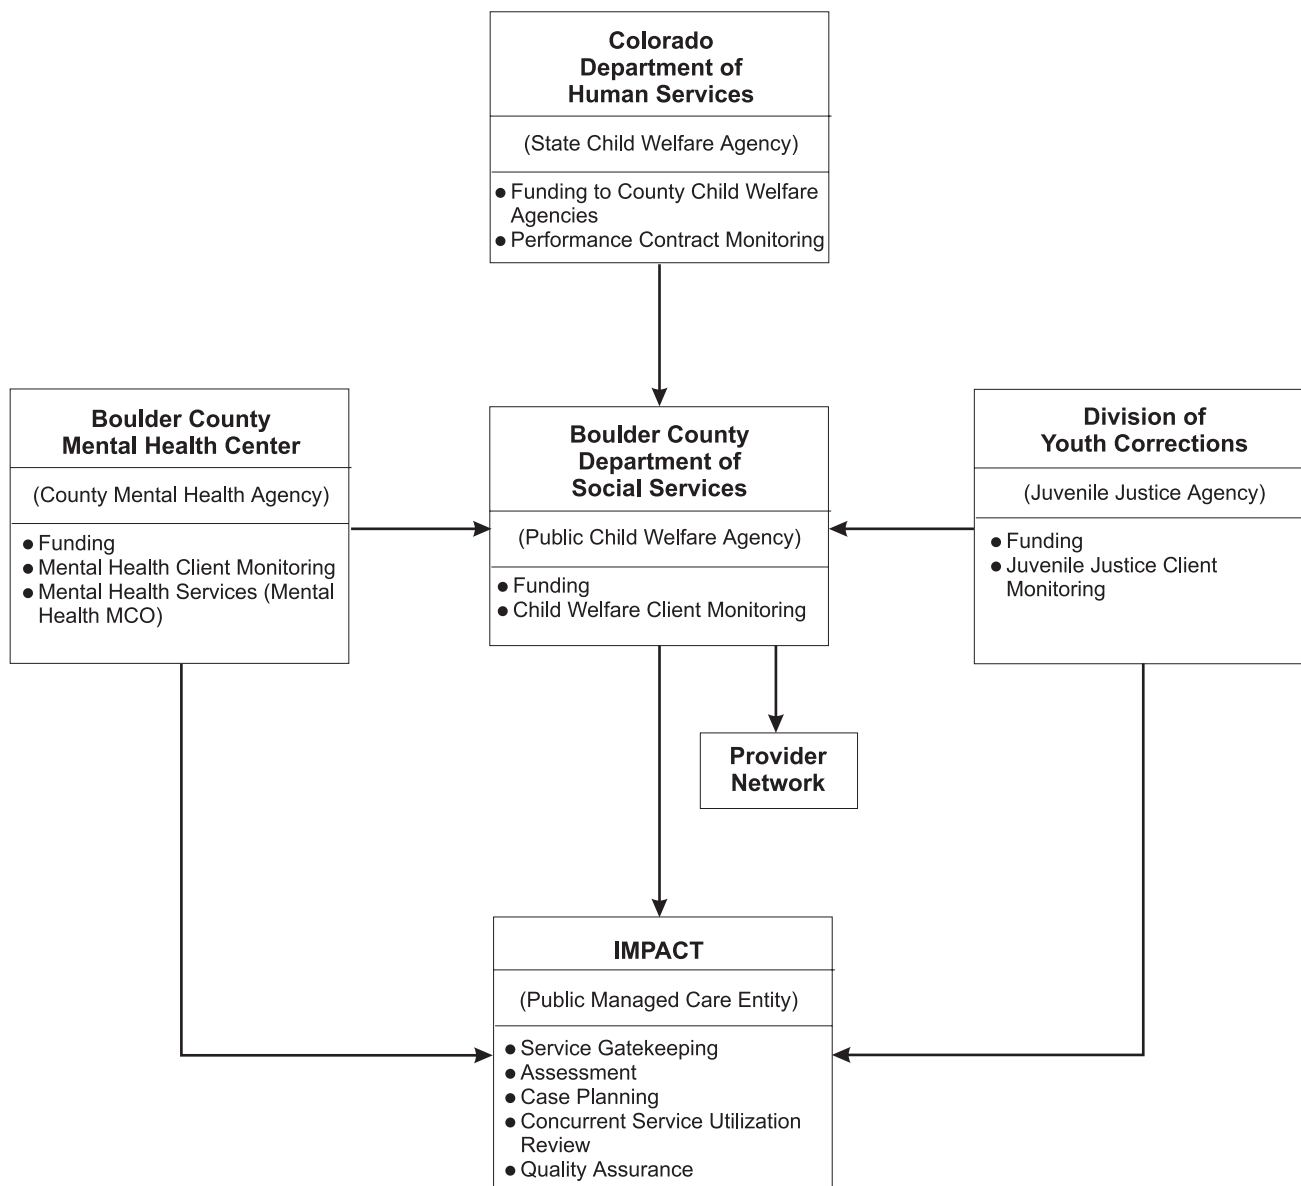 Colorado
Department of
Human Services
(State Child Welfare Agency)
● Funding to County Child Welfare
Agencies
● Performance Contract Monitoring
Boulder County
Mental Health Center
(County Mental Health Agency)
● Funding
● Mental Health Client Monitoring
● Mental Health Services (Mental
Health MCO)
Boulder County
Department of
Social Services
(Public Child Welfare Agency)
● Funding
● Child Welfare Client Monitoring
Division of
Youth Corrections
(Juvenile Justice Agency)
● Funding
● Juvenile Justice Client
Monitoring
Provider
Network
IMPACT
(Public Managed Care Entity)
● Service Gatekeeping
● Assessment
● Case Planning
● Concurrent Service Utilization
Review
● Quality Assurance